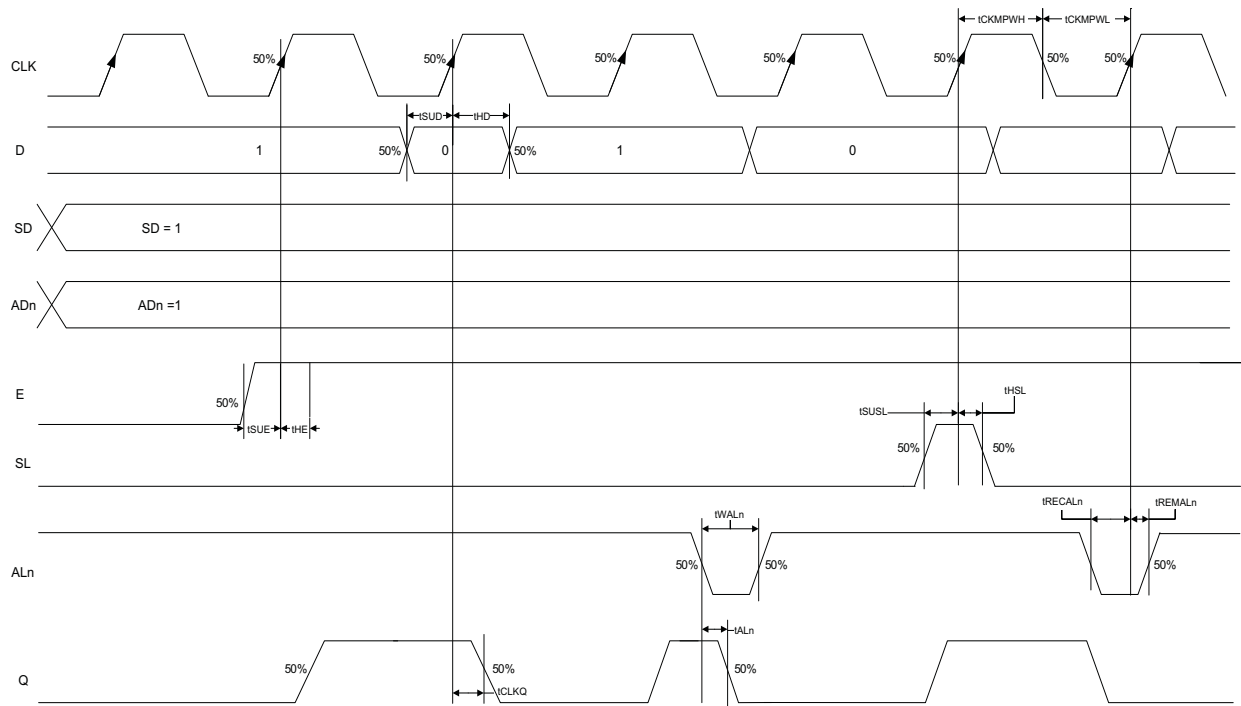 tCKMPWH tCKMPWL
CLK 50% 50% 50% 50% 50% 50% 50%
tSUD tHD
D 1 50% 0 50% 1 0
SD SD = 1
ADn ADn =1
E 50%
tSUE tHE
tSUSL tHSL
SL 50% 50%
tWALn tRECALn tREMALn
ALn 50% 50% 50% 50%
tALn
Q 50% 50% 50%
tCLKQ